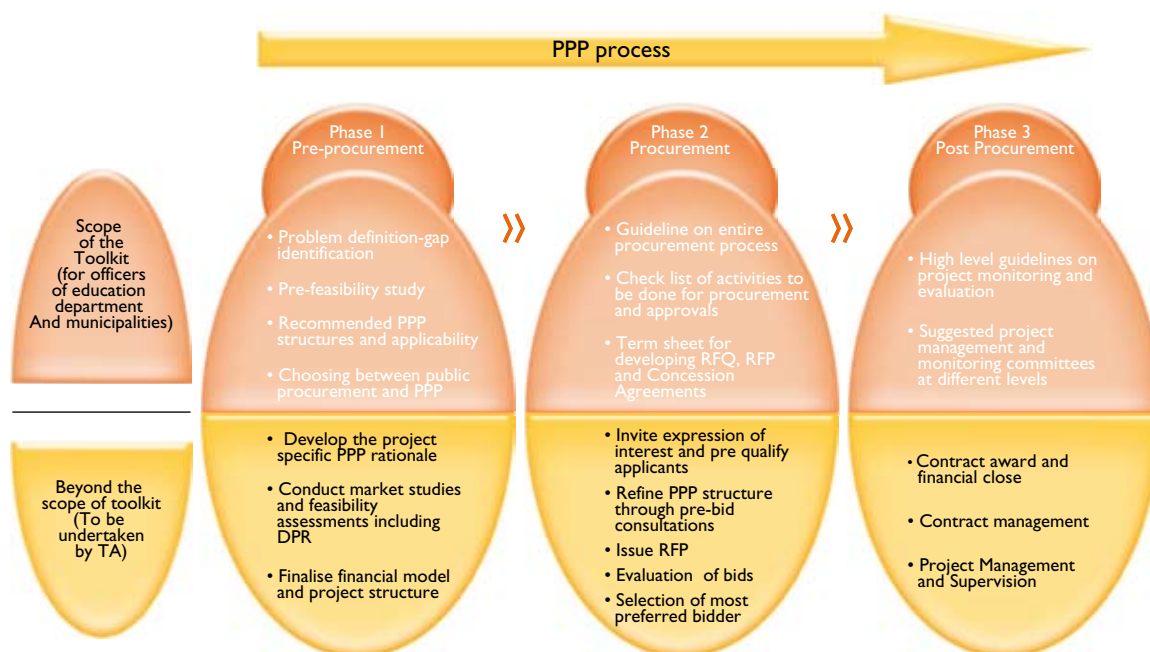 PPP process
Phase 1
Pre-procurement
Phase 2
Procurement
Phase 3
Post Procurement
Scope
of the
Toolkit
(for officers
of education
department
And municipalities)
• Problem definition-gap
identification
• Pre-feasibility study
• Recommended PPP
structures and applicability
• Choosing between public
procurement and PPP
• Guideline on entire
procurement process
• Check list of activities to
be done for procurement
and approvals
• Term sheet for
developing RFQ, RFP
and Concession
Agreements
• High level guidelines on
project monitoring and
evaluation
• Suggested project
management and
monitoring committees
at different levels
Beyond the
scope of toolkit
(To be
undertaken
by TA)
• Develop the project
specific PPP rationale
• Conduct market studies
and feasibility
assessments including
DPR
• Finalise financial model
and project structure
• Invite expression of
interest and pre qualify
applicants
• Refine PPP structure
through pre-bid
consultations
• Issue RFP
• Evaluation of bids
• Selection of most
preferred bidder
• Contract award and
financial close
• Contract management
• Project Management
and Supervision